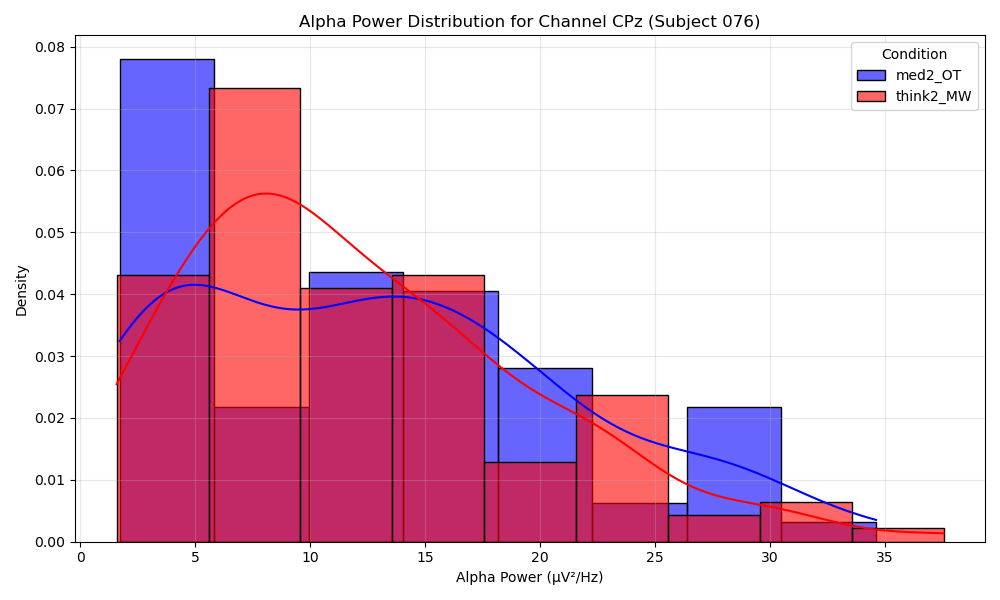 Alpha Power Distribution for Channel CPz (Subject 076)
Condition
med2_OT
think2_MW
0.08
0.07
0.06
0.05
0.04
0.03
0.02
0.01
0.00
Density
0 5 10 15 20 25 30 35
Alpha Power (µV²/Hz)